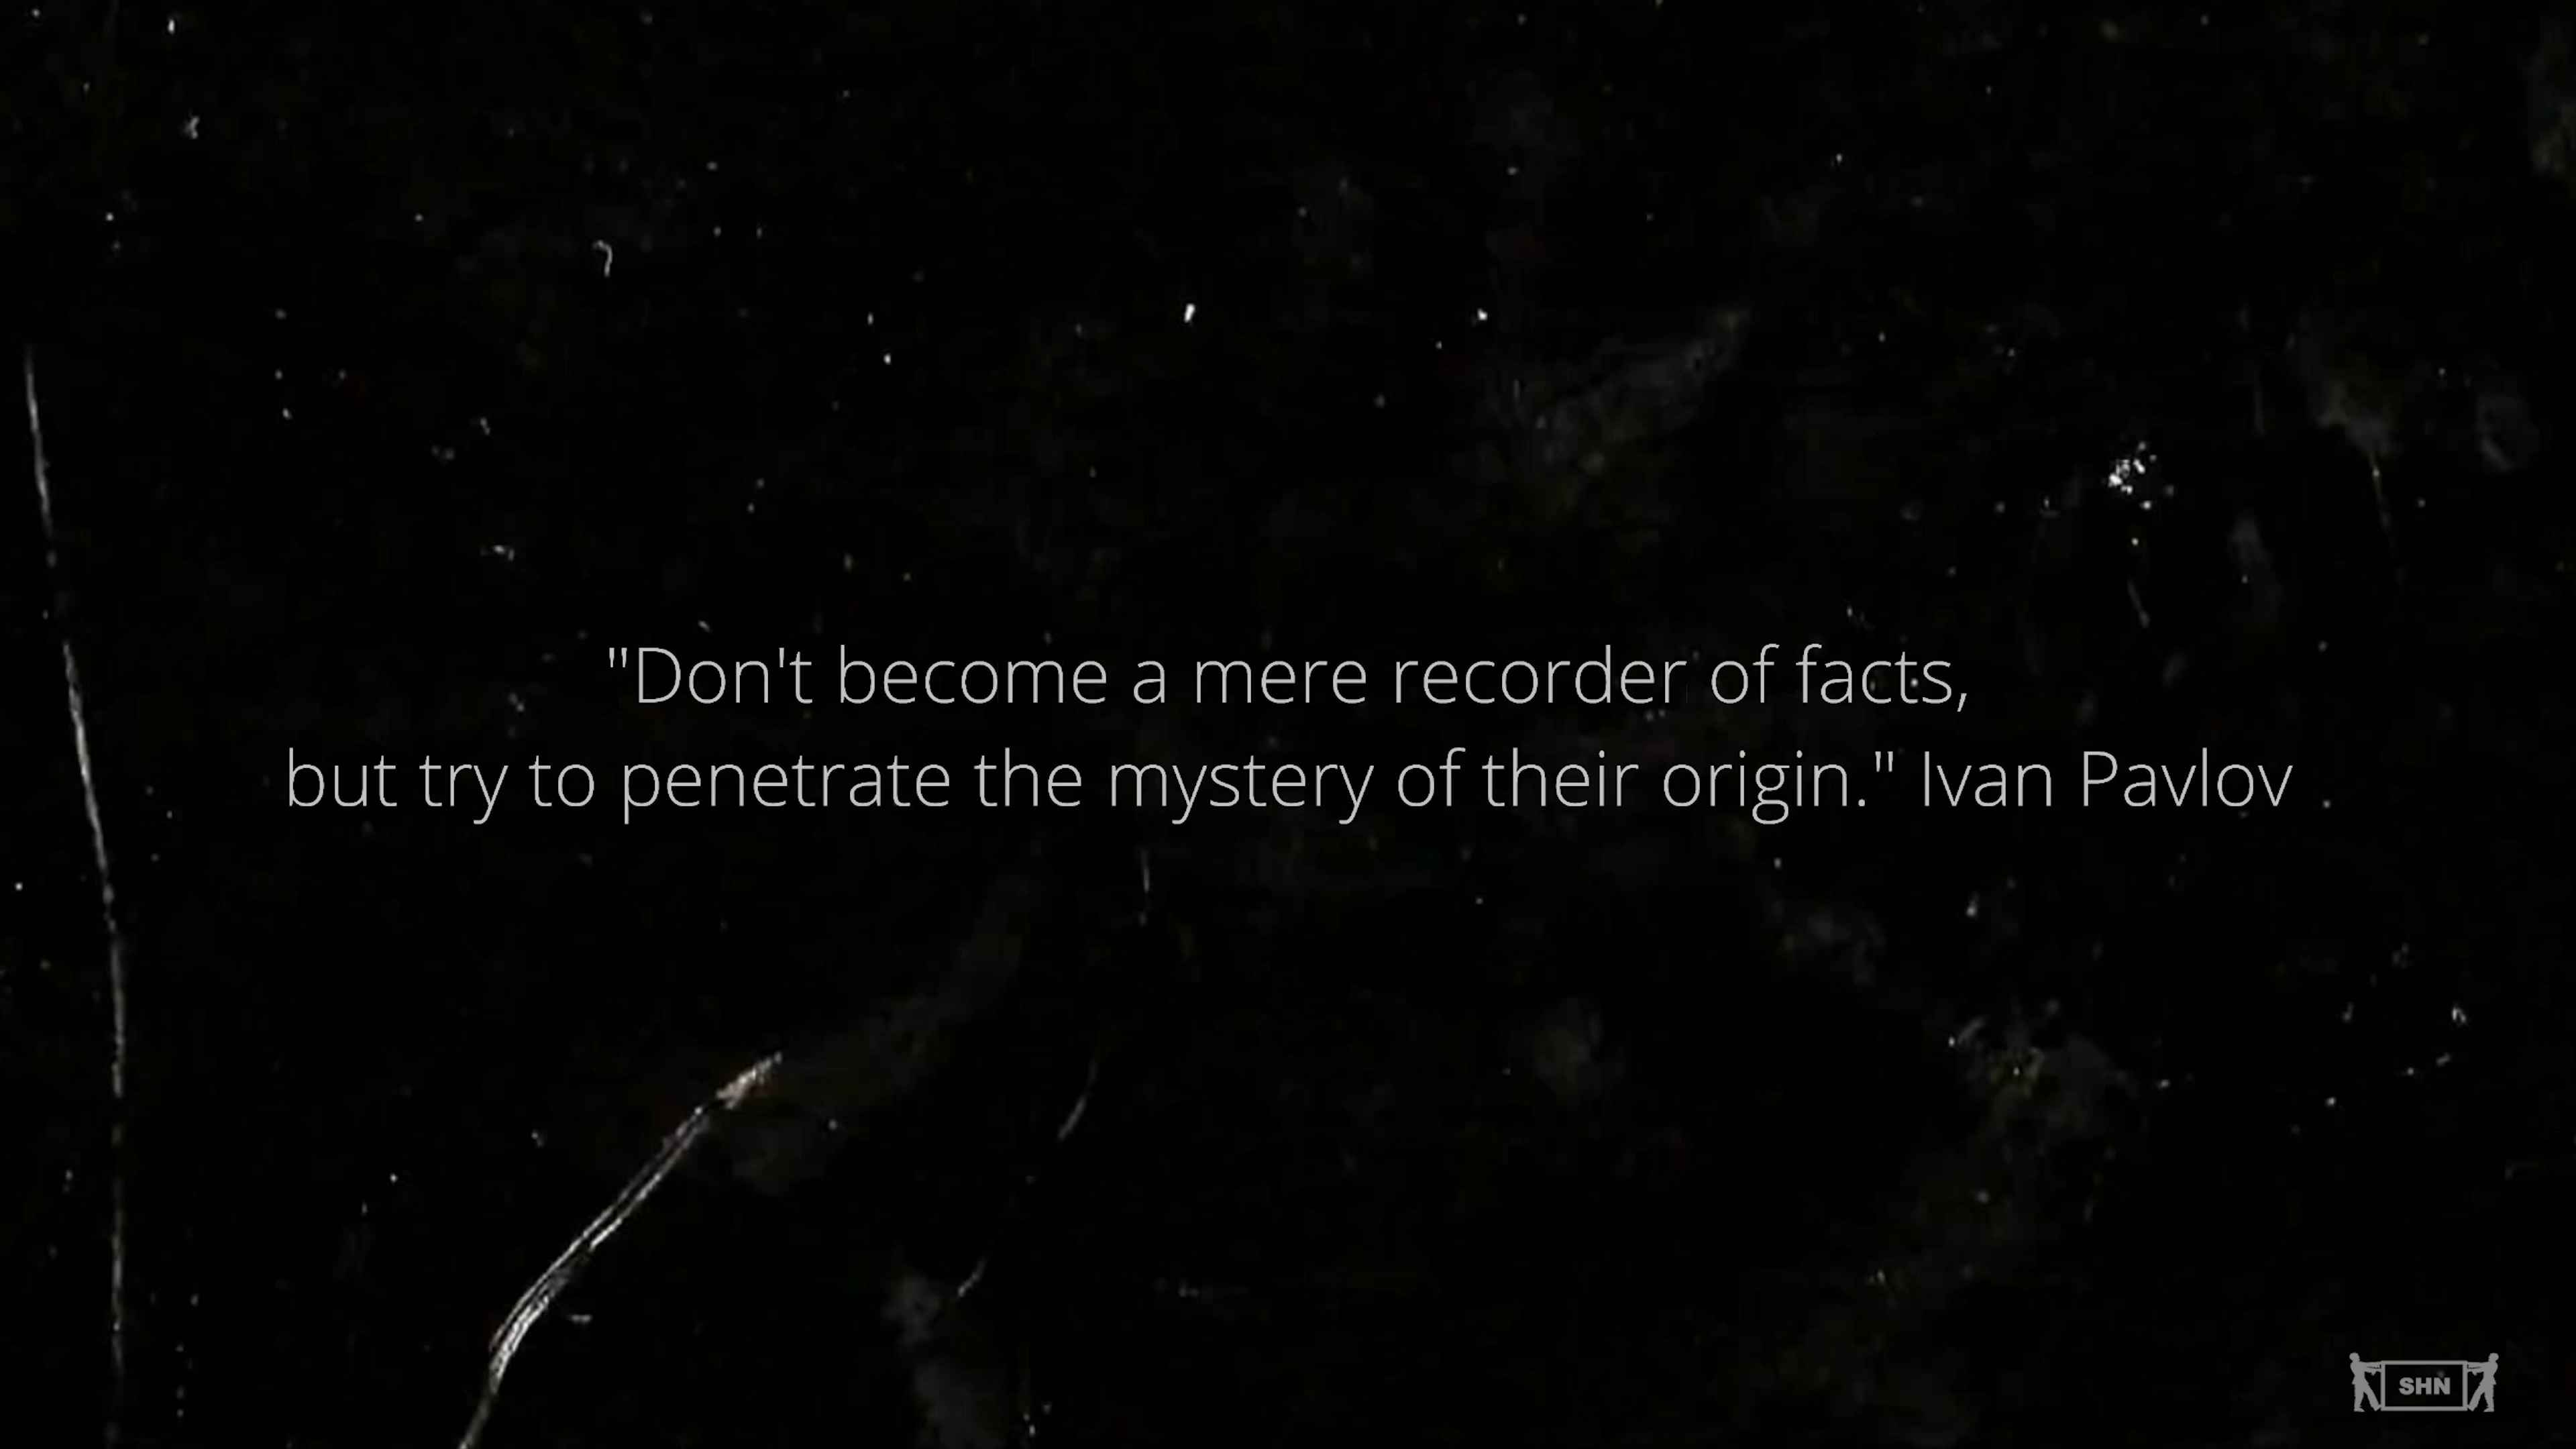 "Don't become a mere recorder of facts,
but try to penetrate the mystery of their origin." Ivan Pavlov
SHN